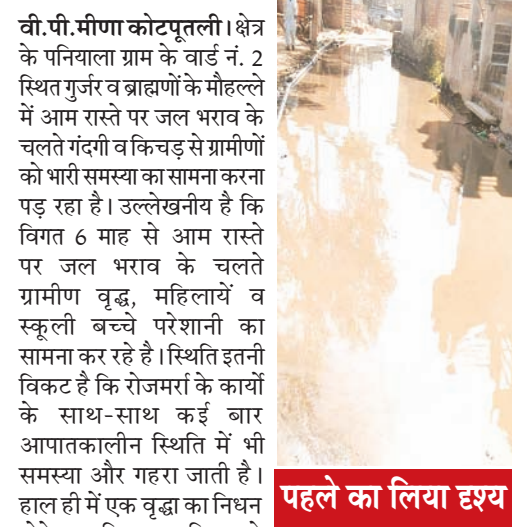 वी.पी.मीणा कोटपूतली। क्षेत्र
के पनियाला ग्राम के वार्ड नं. 2
स्थित गुर्जर व ब्राह्मणों के मौहल्ले
में आम रास्ते पर जल भराव के
चलते गंदगी व किचड़ से ग्रामीणों
को भारी समस्या का सामना करना
पड़ रहा है। उल्लेखनीय है कि
विगत 6 माह से आम रास्ते
पर जल भराव के चलते
ग्रामीण वृद्ध, महिलायें व
स्कूली बच्चे परेशानी का
सामना कर रहे है। स्थिति इतनी
विकट है कि रोजमर्रा के कार्यो
के साथ-साथ कई बार
आपातकालीन स्थिति में भी
समस्या और गहरा जाती है।
हाल ही में एक वृद्धा का निधन
पहले का लिया दृश्य